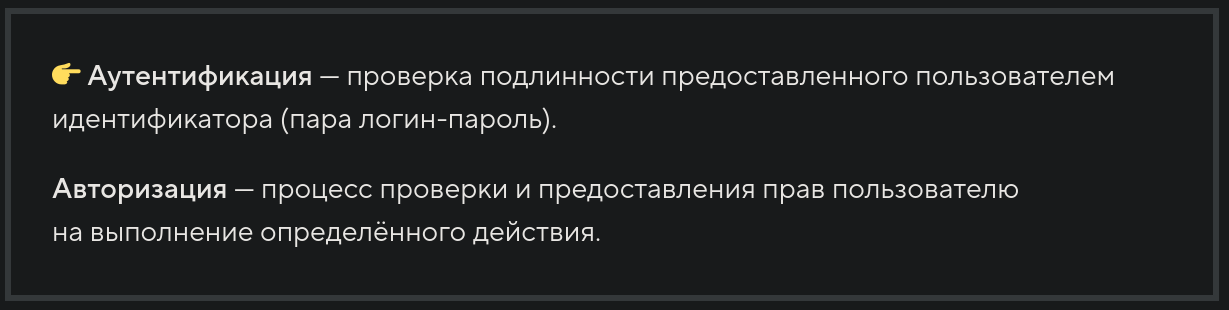 👉 Аутентификация — проверка подлинности предоставленного пользователем
идентификатора (пара логин-пароль).
Авторизация — процесс проверки и предоставления прав пользователю
на выполнение определённого действия.